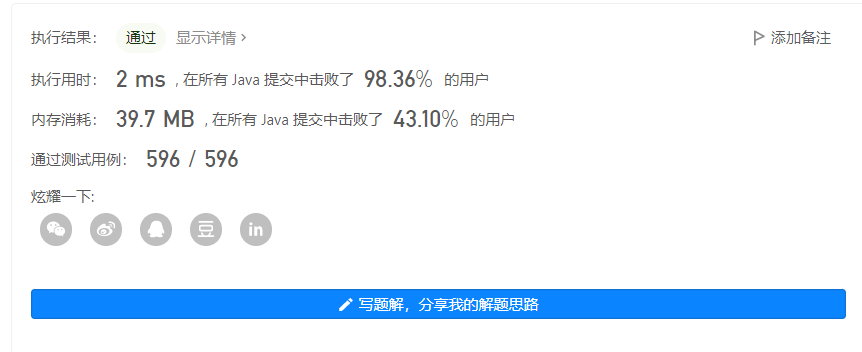 执行结果： 通过 显示详情 › 添加备注
执行用时： 2 ms , 在所有 Java 提交中击败了 98.36% 的用户
内存消耗： 39.7 MB , 在所有 Java 提交中击败了 43.10% 的用户
通过测试用例： 596 / 596
炫耀一下:
豆 in
写题解，分享我的解题思路